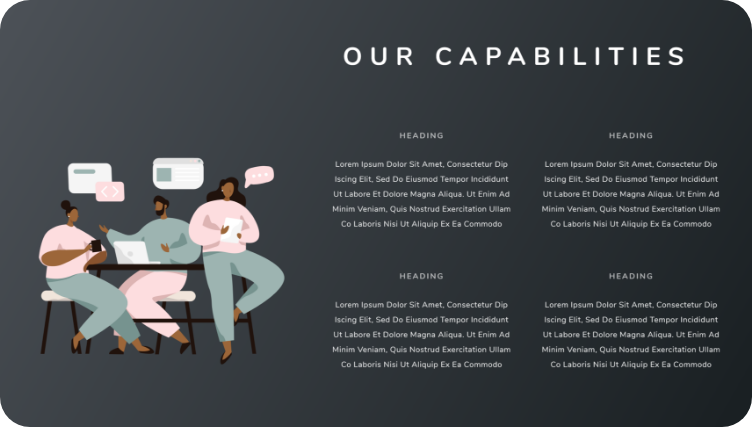 OUR CAPABILITIES
HEADING
Lorem Ipsum Dolor Sit Amet, Consectetur Dip
Iscing Elit, Sed Do Eiusmod Tempor Incididunt
Ut Labore Et Dolore Magna Aliqua. Ut Enim Ad
Minim Veniam, Quis Nostrud Exercitation Ullam
Co Laboris Nisi Ut Aliquip Ex Ea Commodo
HEADING
Lorem Ipsum Dolor Sit Amet, Consectetur Dip
Iscing Elit, Sed Do Eiusmod Tempor Incididunt
Ut Labore Et Dolore Magna Aliqua. Ut Enim Ad
Minim Veniam, Quis Nostrud Exercitation Ullam
Co Laboris Nisi Ut Aliquip Ex Ea Commodo
HEADING
Lorem Ipsum Dolor Sit Amet, Consectetur Dip
Iscing Elit, Sed Do Eiusmod Tempor Incididunt
Ut Labore Et Dolore Magna Aliqua. Ut Enim Ad
Minim Veniam, Quis Nostrud Exercitation Ullam
Co Laboris Nisi Ut Aliquip Ex Ea Commodo
HEADING
Lorem Ipsum Dolor Sit Amet, Consectetur Dip
Iscing Elit, Sed Do Eiusmod Tempor Incididunt
Ut Labore Et Dolore Magna Aliqua. Ut Enim Ad
Minim Veniam, Quis Nostrud Exercitation Ullam
Co Laboris Nisi Ut Aliquip Ex Ea Commodo